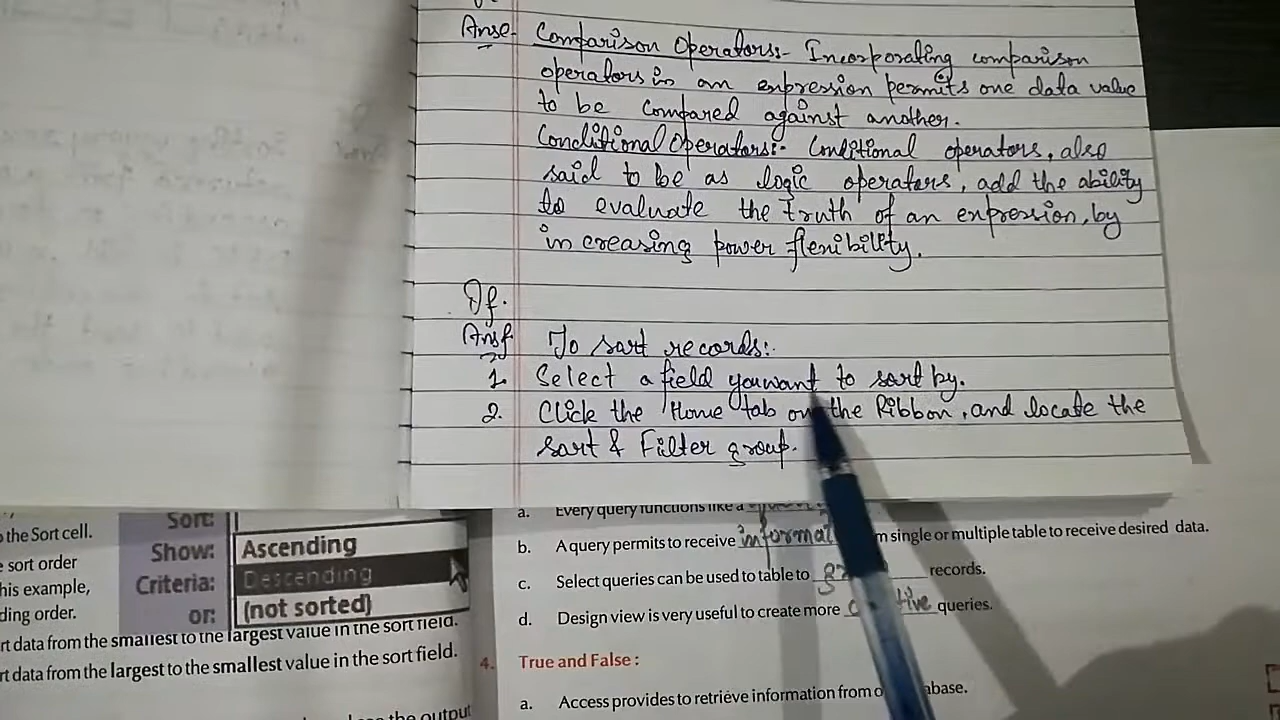 Anse- Comparison Operators:- Incorporating comparison
operators in an expression permits one data value
to be compared against another.
Conditional Operators:- Conditional operators, also
said to be as logic operators, add the ability
to evaluate the truth of an expression, by
increasing power flexibility.
Qf.
Ansf To sort records:-
1. Select a field you want to sort by.
2. Click the Home tab on the Ribbon, and locate the
Sort & Filter group.
the Sort cell.
sort order
his example,
ding order.
Sort:
Show:
Criteria:
or:
Ascending
Descending
(not sorted)
rt data from the smallest to the largest value in the sort field.
rt data from the largest to the smallest value in the sort field.
the output
a. Every query functions like a
b. A query permits to receive single or multiple table to receive desired data.
c. Select queries can be used to table to records.
d. Design view is very useful to create more queries.
4. True and False :
a. Access provides to retrieve information from